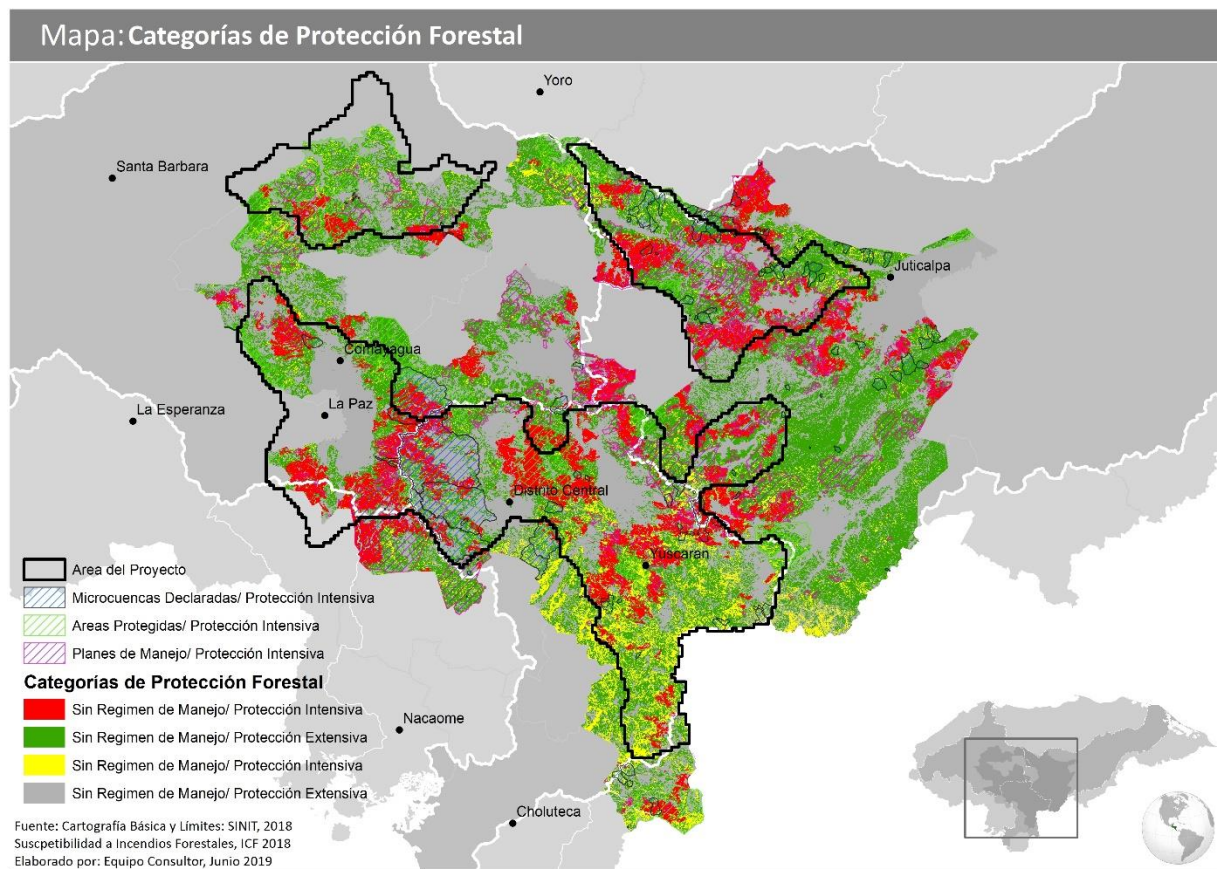 Mapa: Categorías de Protección Forestal
Yoro
Santa Barbara
Juticalpa
Comayagua
La Paz
La Esperanza
Distrito Central
Yuscaran
Area del Proyecto
Microcuencas Declaradas/ Protección Intensiva
Areas Protegidas/ Protección Intensiva
Planes de Manejo/ Protección Intensiva
Categorías de Protección Forestal
Sin Regimen de Manejo/ Protección Intensiva
Sin Regimen de Manejo/ Protección Extensiva
Sin Regimen de Manejo/ Protección Intensiva
Sin Regimen de Manejo/ Protección Extensiva
Nacaome
Choluteca
Fuente: Cartografía Básica y Límites: SINIT, 2018
Suscpetibilidad a Incendios Forestales, ICF 2018
Elaborado por: Equipo Consultor, Junio 2019